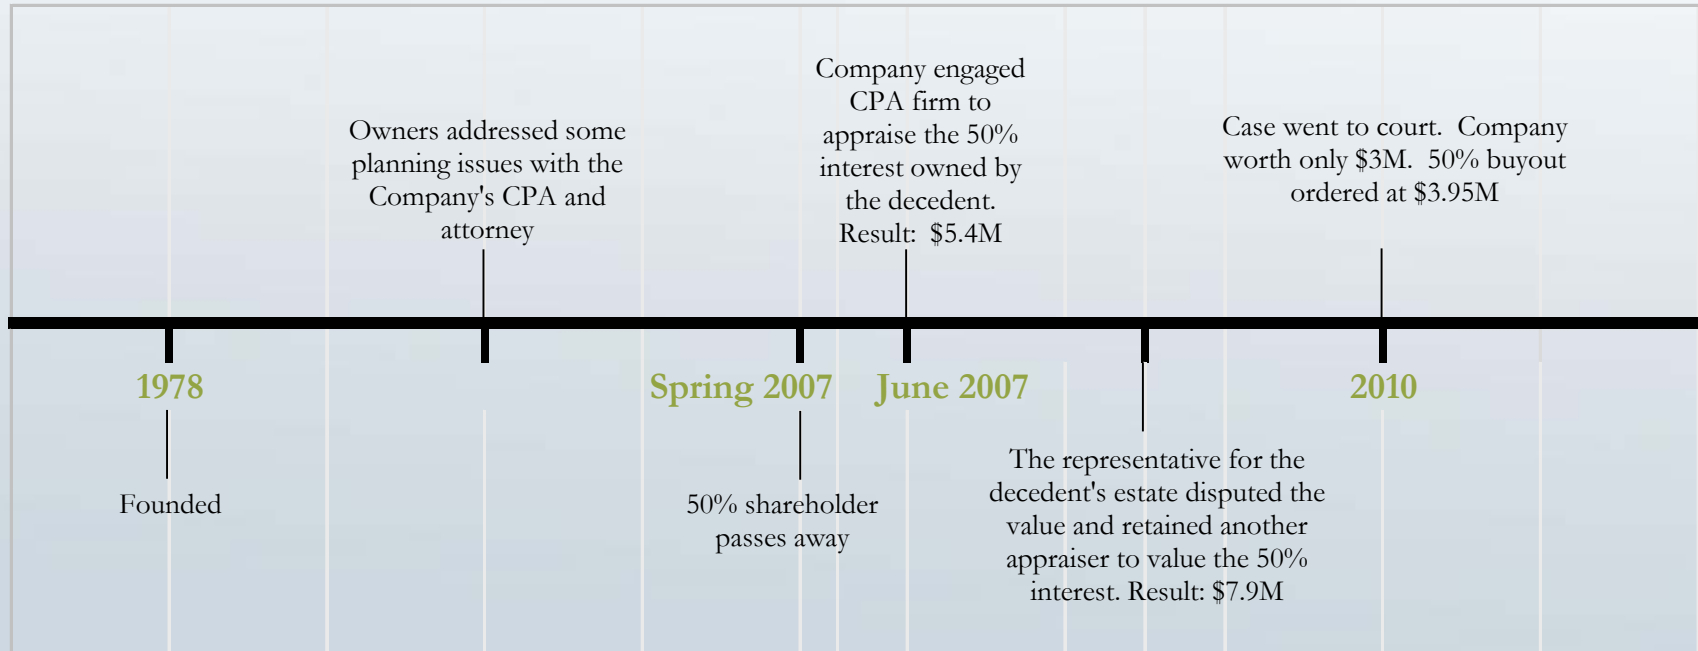 Company engaged
CPA firm to
appraise the 50%
interest owned by
the decedent.
Result:  $5.4M
Owners addressed some
planning issues with the
Company's CPA and
attorney
Case went to court.  Company
worth only $3M.  50% buyout
ordered at $3.95M
1978
Spring 2007
June 2007
2010
Founded
50% shareholder
passes away
The representative for the
decedent's estate disputed the
value and retained another
appraiser to value the 50%
interest. Result: $7.9M